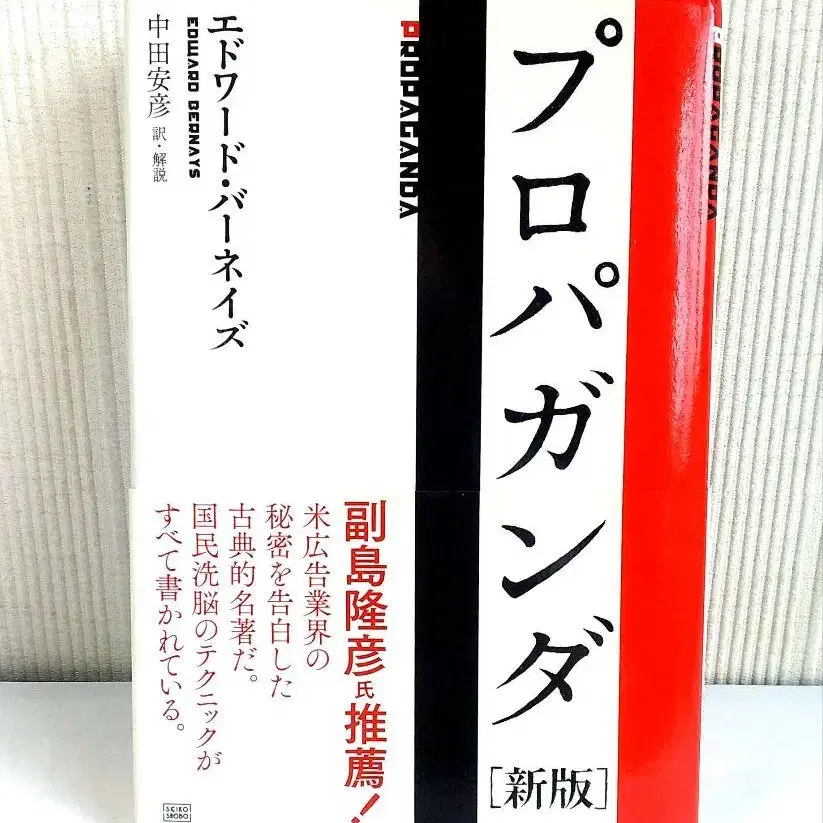 プロパガンダ
[新版]
PROPAGANDA
エドワード・バーネイズ
EDWARD BERNAYS
中田安彦 訳・解説
副島隆彦氏推薦!
米広告業界の
秘密を告白した
古典的名著だ。
国民洗脳のテクニックが
すべて書かれている。
SEIKO
SHOBO
PROPAGANDA